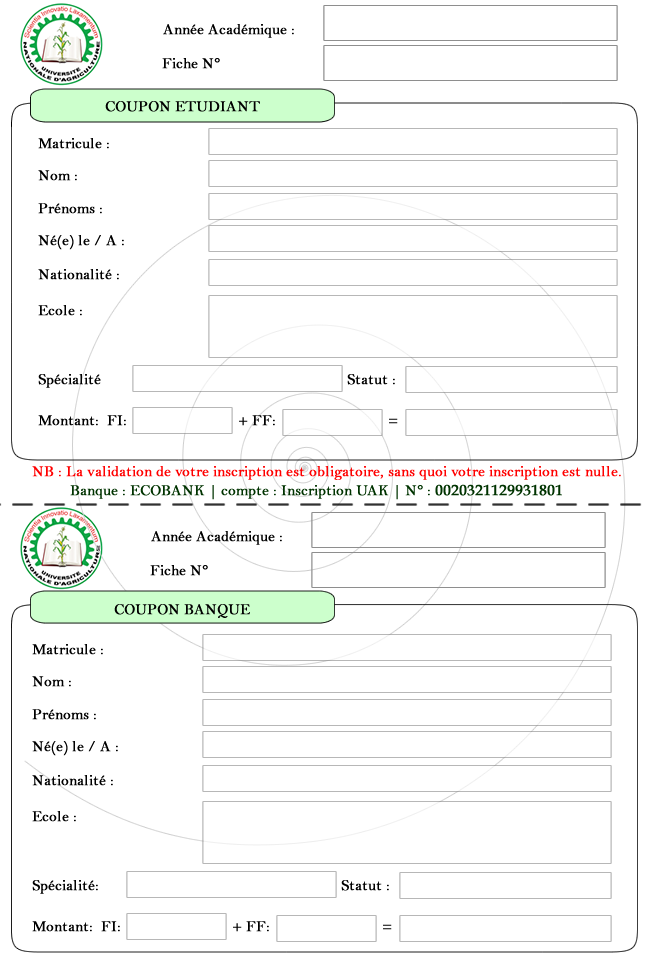 Scientia Innovatio Laxamentum
UNIVERSITE
NATIONALE D'AGRICULTURE
Année Académique :
Fiche N°
COUPON ETUDIANT
Matricule :
Nom :
Prénoms :
Né(e) le / A :
Nationalité :
Ecole :
Spécialité Statut :
Montant: FI: + FF: =
NB : La validation de votre inscription est obligatoire, sans quoi votre inscription est nulle.
Banque : ECOBANK | compte : Inscription UAK | N° : 0020321129931801
Scientia Innovatio Laxamentum
UNIVERSITE
NATIONALE D'AGRICULTURE
Année Académique :
Fiche N°
COUPON BANQUE
Matricule :
Nom :
Prénoms :
Né(e) le / A :
Nationalité :
Ecole :
Spécialité: Statut :
Montant: FI: + FF: =